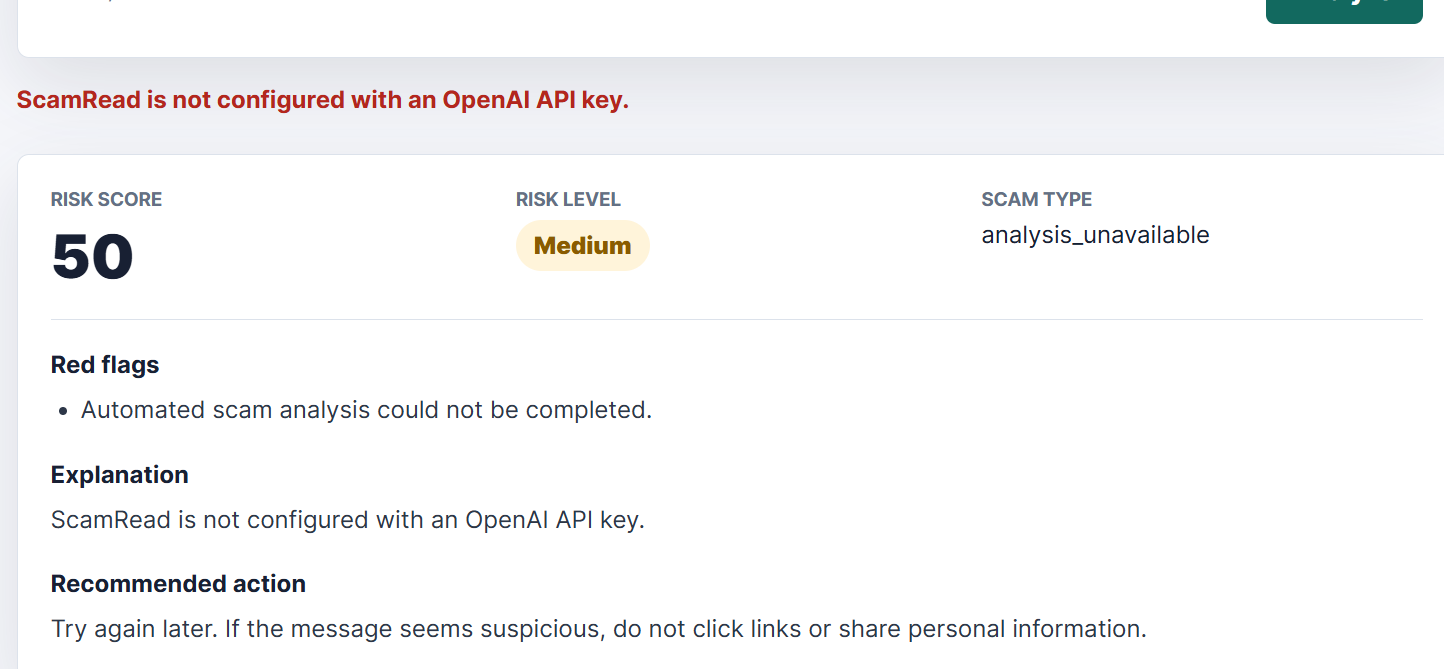 ScamRead is not configured with an OpenAI API key.
RISK SCORE
50
RISK LEVEL
Medium
SCAM TYPE
analysis_unavailable
Red flags
• Automated scam analysis could not be completed.
Explanation
ScamRead is not configured with an OpenAI API key.
Recommended action
Try again later. If the message seems suspicious, do not click links or share personal information.